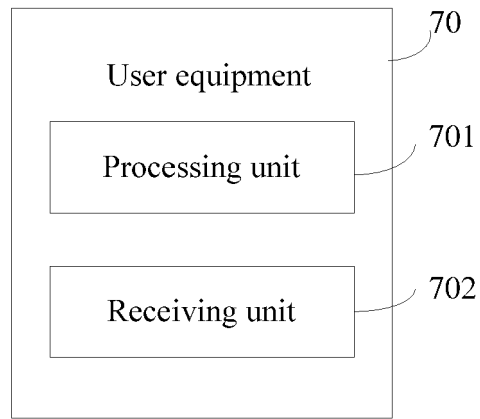 70
User equipment
701
Processing unit
702
Receiving unit